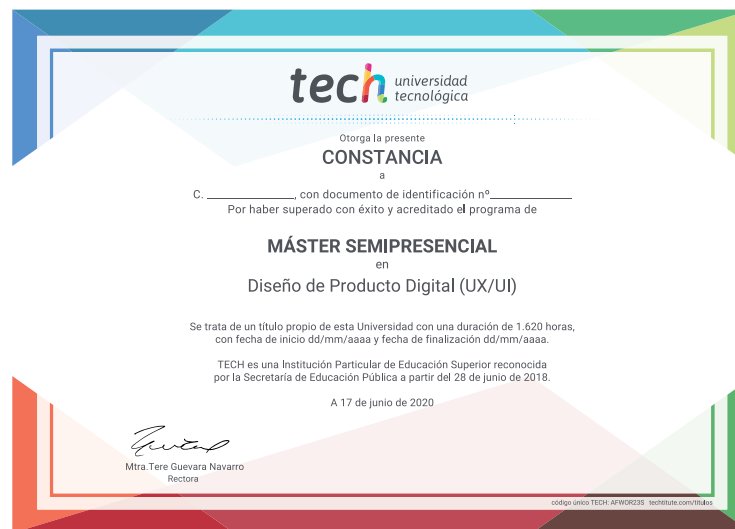 tech universidad
tecnológica
Otorga la presente
CONSTANCIA
a
C. ______________, con documento de identificación nº_____________
Por haber superado con éxito y acreditado el programa de
MÁSTER SEMIPRESENCIAL
en
Diseño de Producto Digital (UX/UI)
Se trata de un título propio de esta Universidad con una duración de 1.620 horas,
con fecha de inicio dd/mm/aaaa y fecha de finalización dd/mm/aaaa.
TECH es una Institución Particular de Educación Superior reconocida
por la Secretaría de Educación Pública a partir del 28 de junio de 2018.
A 17 de junio de 2020
Mtra.Tere Guevara Navarro
Rectora
código único TECH: AFWOR23S techtitute.com/titulos